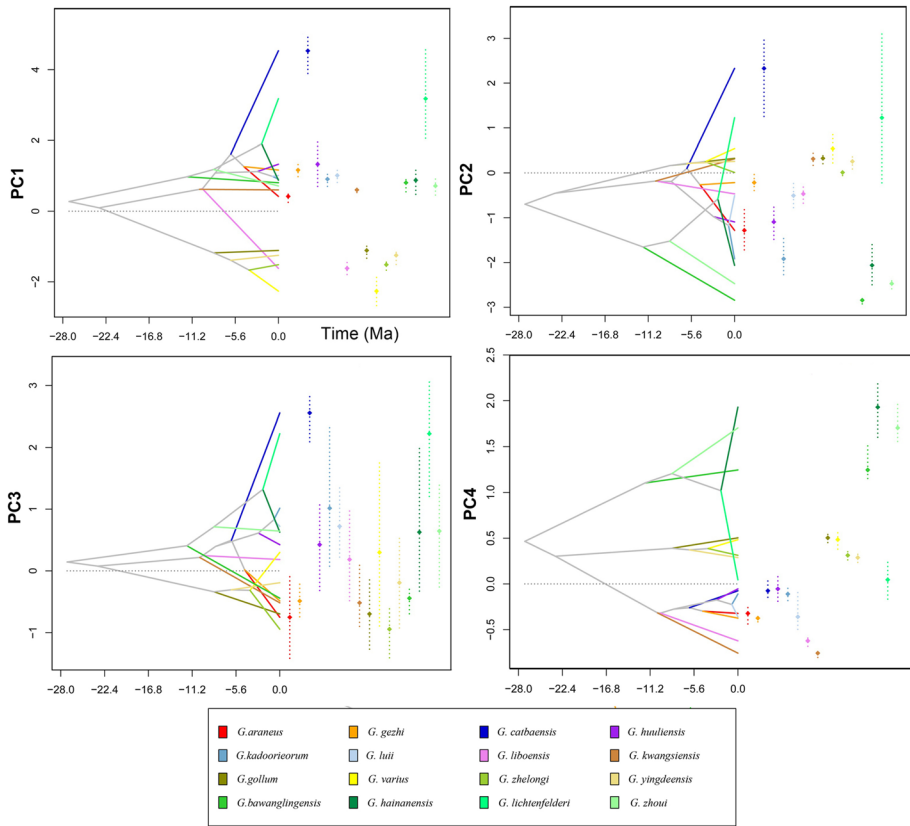 PC1
4
2
0
−2
−28.0 −22.4 −16.8 −11.2 −5.6 0.0
Time (Ma)
PC2
3
2
1
0
−1
−2
−3
−28.0 −22.4 −16.8 −11.2 −5.6 0.0
PC3
3
2
1
0
−1
−28.0 −22.4 −16.8 −11.2 −5.6 0.0
PC4
2.5
2.0
1.5
1.0
0.5
0.0
−0.5
−28.0 −22.4 −16.8 −11.2 −5.6 0.0
G.araneus G. gezhi G. catbaensis G. huuliensis
G.kadoorieorum G. luii G. liboensis G. kwangsiensis
G.gollum G. varius G. zhelongi G. yingdeensis
G.bawanglingensis G. hainanensis G. lichtenfelderi G. zhoui